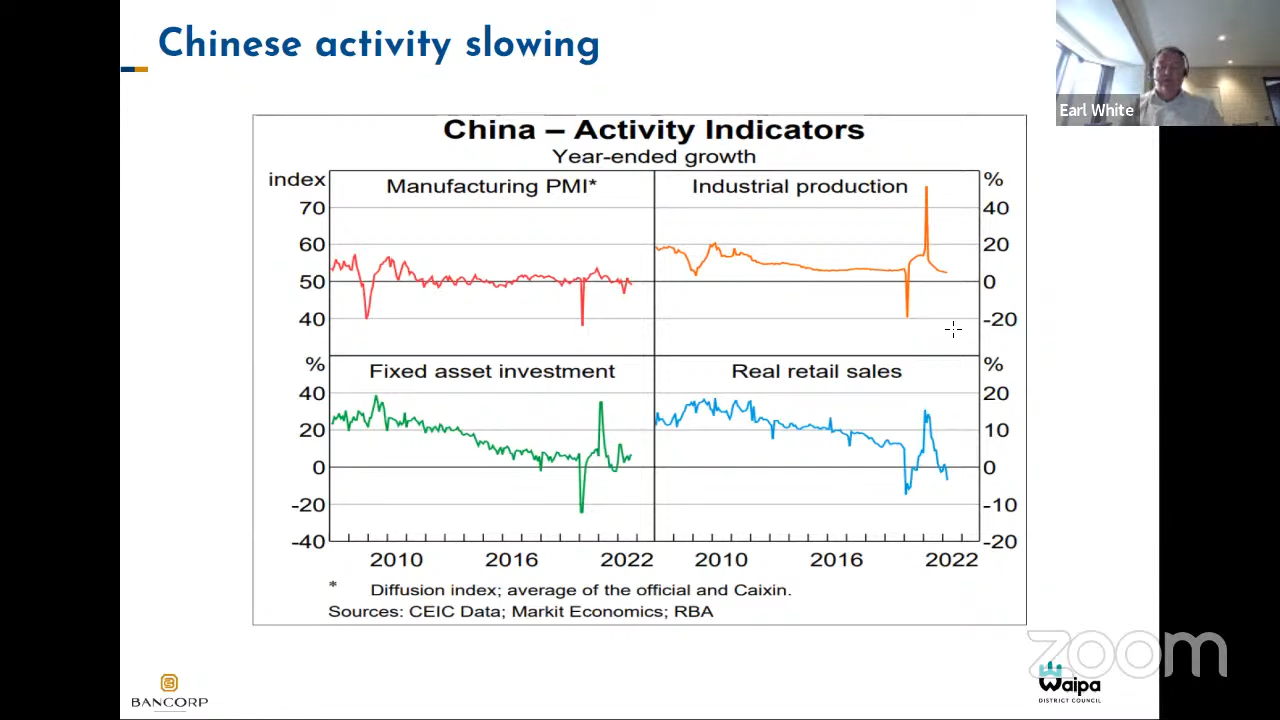 Chinese activity slowing
Earl White
China – Activity Indicators
Year-ended growth
index
Manufacturing PMI*
Industrial production
%
70
40
60
20
50
0
40
-20
%
Fixed asset investment
Real retail sales
%
40
20
20
10
0
0
-20
-10
-40
-20
2010
2016
2022
2010
2016
2022
* Diffusion index; average of the official and Caixin.
Sources: CEIC Data; Markit Economics; RBA
zoom
BANCORP
Waipa
DISTRICT COUNCIL